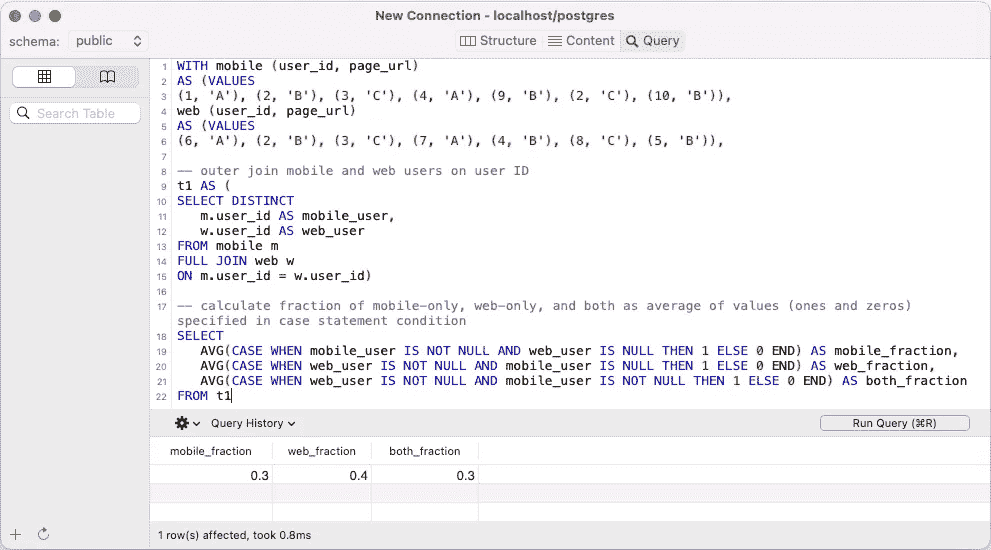 New Connection - localhost/postgres
schema: public Structure Content Query
Search Table
1 WITH mobile (user_id, page_url)
2 AS (VALUES
3 (1, 'A'), (2, 'B'), (3, 'C'), (4, 'A'), (9, 'B'), (2, 'C'), (10, 'B')),
4 web (user_id, page_url)
5 AS (VALUES
6 (6, 'A'), (2, 'B'), (3, 'C'), (7, 'A'), (4, 'B'), (8, 'C'), (5, 'B')),
7
8 -- outer join mobile and web users on user ID
9 t1 AS (
10 SELECT DISTINCT
11 m.user_id AS mobile_user,
12 w.user_id AS web_user
13 FROM mobile m
14 FULL JOIN web w
15 ON m.user_id = w.user_id)
16
17 -- calculate fraction of mobile-only, web-only, and both as average of values (ones and zeros)
specified in case statement condition
18 SELECT
19 AVG(CASE WHEN mobile_user IS NOT NULL AND web_user IS NULL THEN 1 ELSE 0 END) AS mobile_fraction,
20 AVG(CASE WHEN web_user IS NOT NULL AND mobile_user IS NULL THEN 1 ELSE 0 END) AS web_fraction,
21 AVG(CASE WHEN web_user IS NOT NULL AND mobile_user IS NOT NULL THEN 1 ELSE 0 END) AS both_fraction
22 FROM t1
Query History Run Query (⌘R)
mobile_fraction web_fraction both_fraction
0.3 0.4 0.3
1 row(s) affected, took 0.8ms